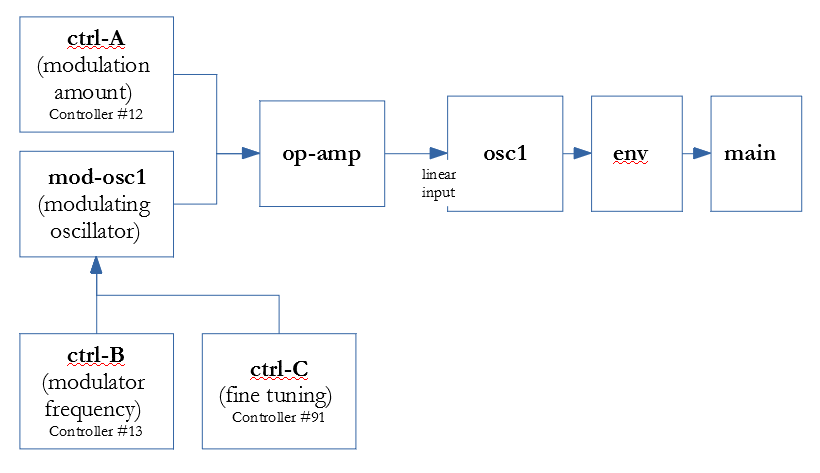 ctrl-A
(modulation
amount)
Controller #12
mod-osc1
(modulating
oscillator)
op-amp
linear
input
osc1
env
main
ctrl-B
(modulator
frequency)
Controller #13
ctrl-C
(fine tuning)
Controller #91